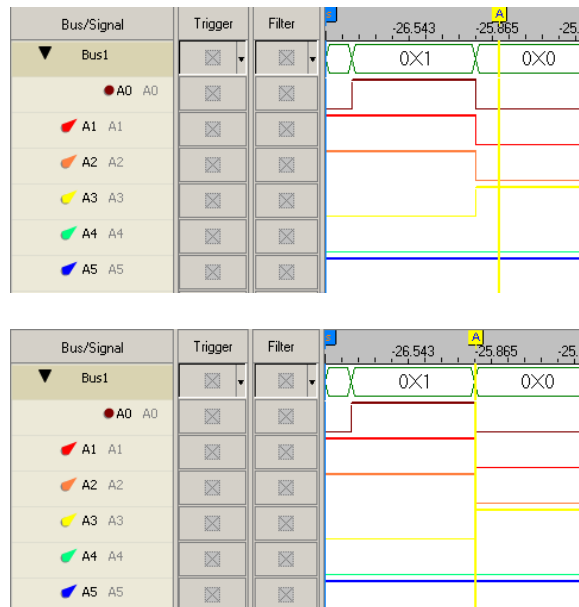 Bus/Signal Trigger Filter A -26.543 -25.865 -25.
Bus1 0X1 0X0
A0 A0
A1 A1
A2 A2
A3 A3
A4 A4
A5 A5
Bus/Signal Trigger Filter A -26.543 -25.865 -25.
Bus1 0X1 0X0
A0 A0
A1 A1
A2 A2
A3 A3
A4 A4
A5 A5